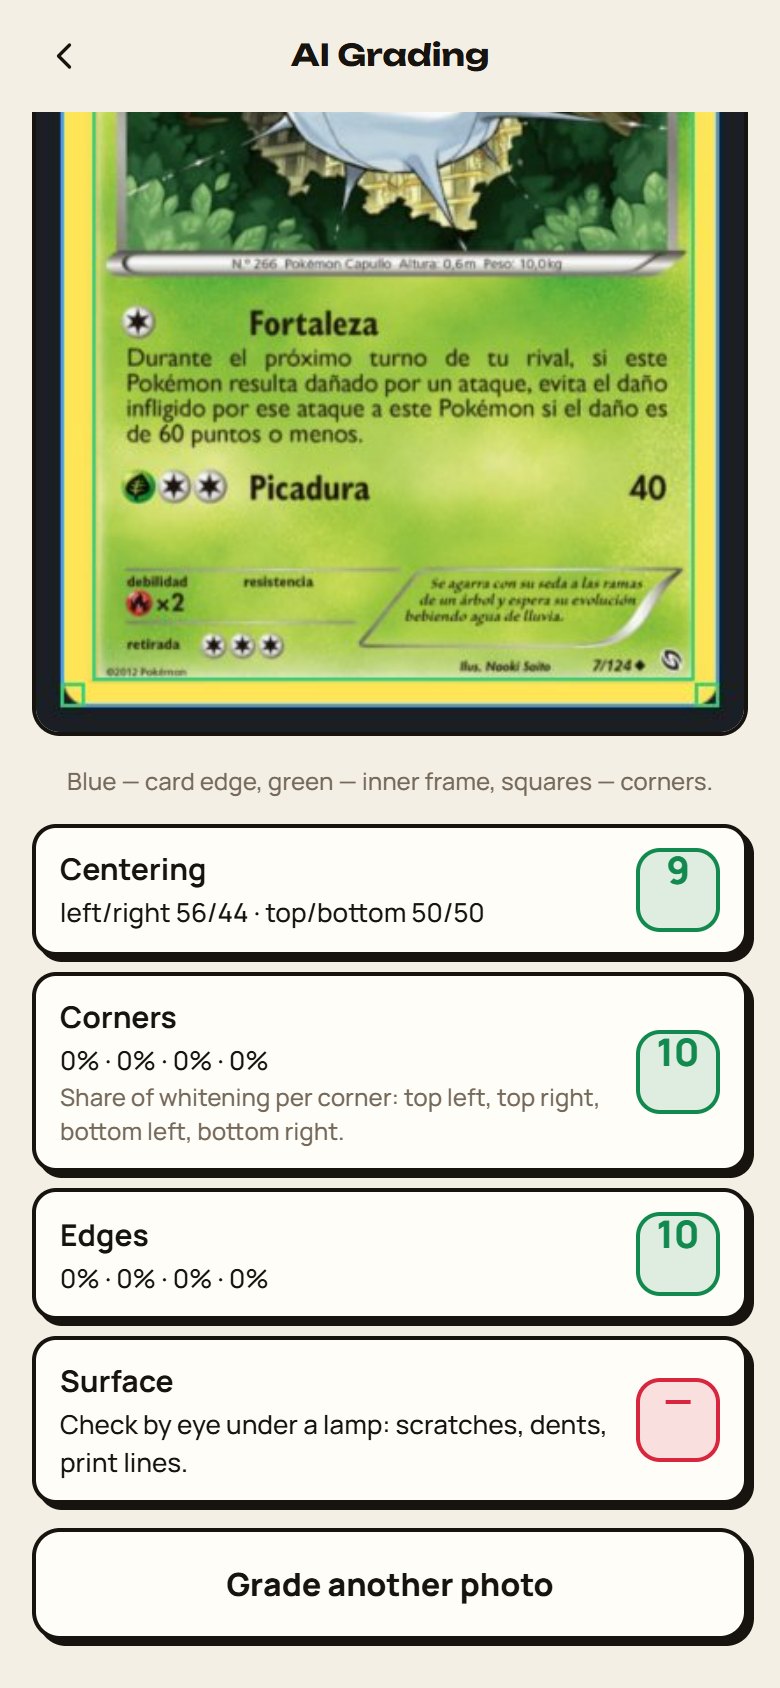 AI Grading
N.º 266 Pokémon Capullo Altura: 0,6m Peso: 10,0kg
Fortaleza
Durante el próximo turno de tu rival, si este
Pokémon resulta dañado por un ataque, evita el daño
infligido por ese ataque a este Pokémon si el daño es
de 60 puntos o menos.
Picadura 40
debilidad resistencia
×2
Se agarra con su seda a las ramas
de un árbol y espera su evolución
bebiendo agua de lluvia.
retirada
©2012 Pokémon
Ilus. Naoki Saito 7/124
Blue — card edge, green — inner frame, squares — corners.
Centering
left/right 56/44 · top/bottom 50/50
9
Corners
0% · 0% · 0% · 0%
Share of whitening per corner: top left, top right,
bottom left, bottom right.
10
Edges
0% · 0% · 0% · 0%
10
Surface
Check by eye under a lamp: scratches, dents,
print lines.
—
Grade another photo